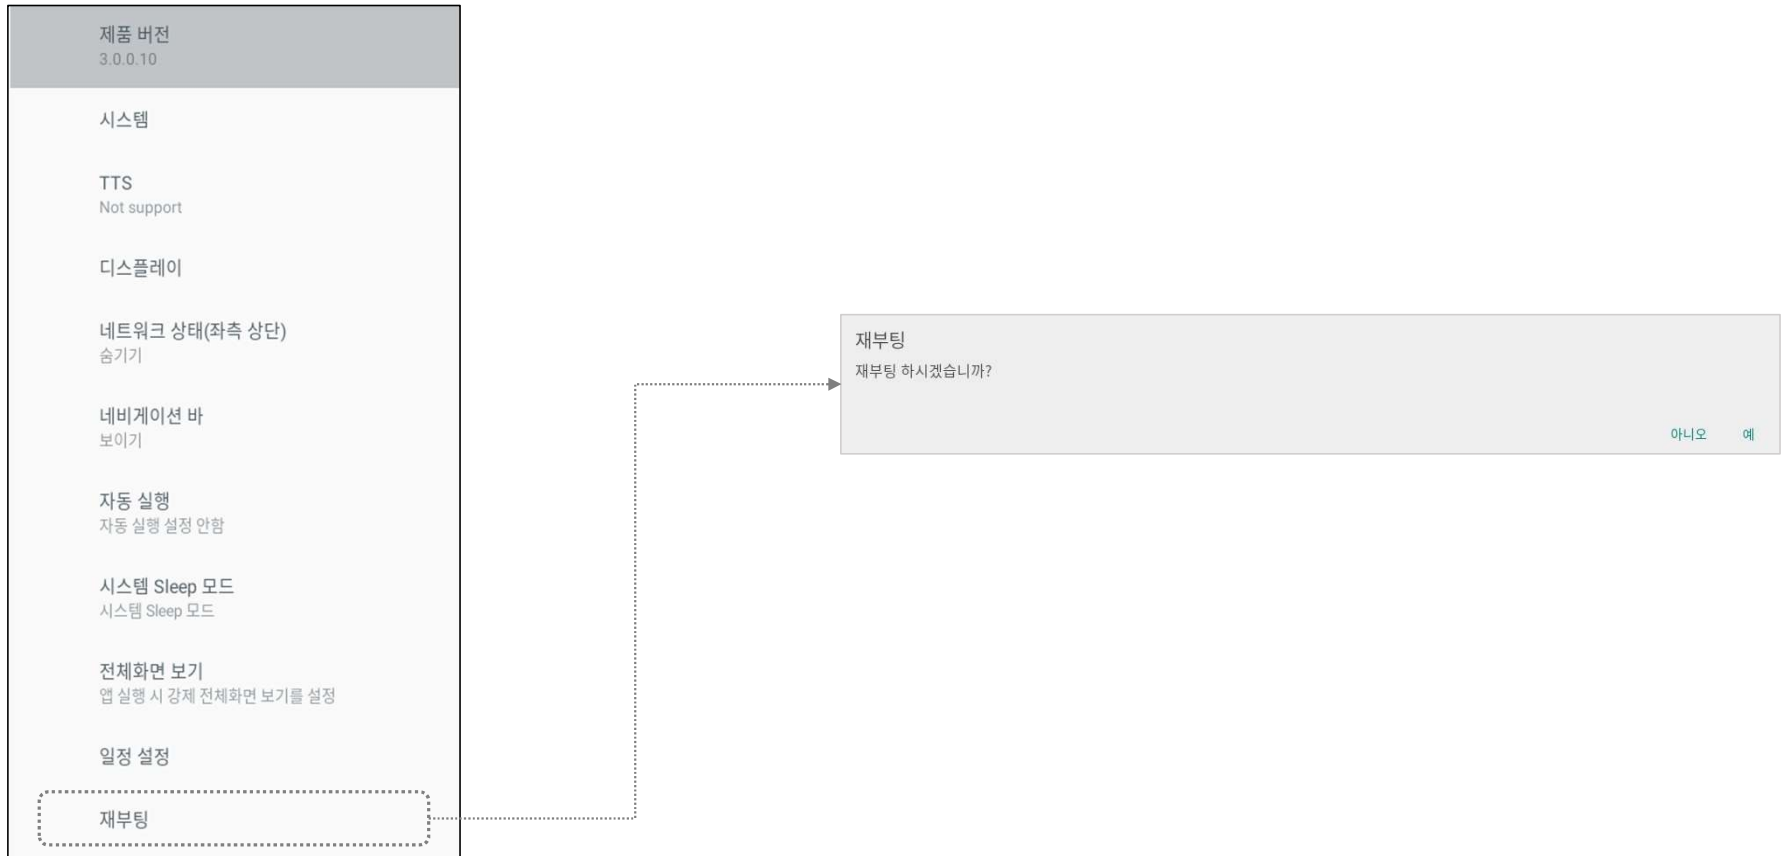 제품 버전
3.0.0.10
시스템
TTS
Not support
디스플레이
네트워크 상태(좌측 상단)
숨기기
네비게이션 바
보이기
자동 실행
자동 실행 설정 안함
시스템 Sleep 모드
시스템 Sleep 모드
전체화면 보기
앱 실행 시 강제 전체화면 보기를 설정
일정 설정
재부팅
재부팅
재부팅 하시겠습니까?
아니오 예